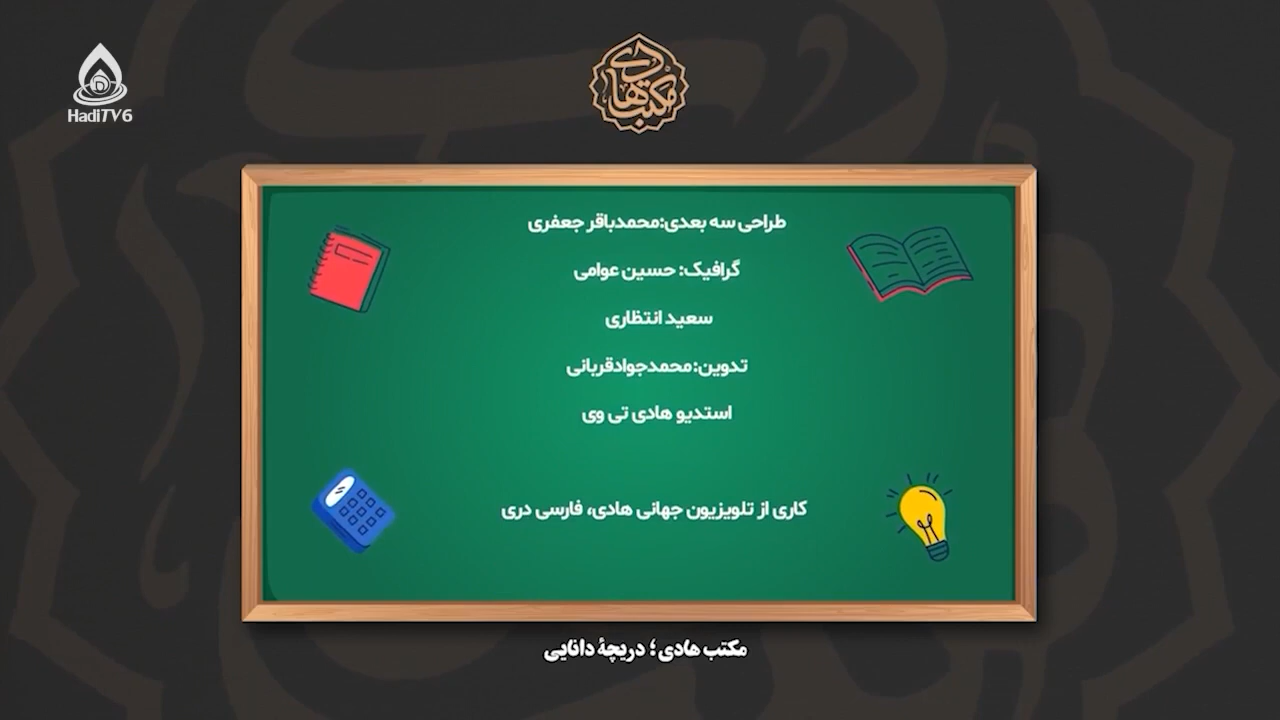 HadiTV6
مکتب هادی
طراحی سه بعدی:محمدباقر جعفری
گرافیک: حسین عوامی
سعید انتظاری
تدوین:محمدجوادقربانی
استدیو هادی تی وی
کاری از تلویزیون جهانی هادی، فارسی دری
مکتب هادی؛ دریچهٔ دانایی